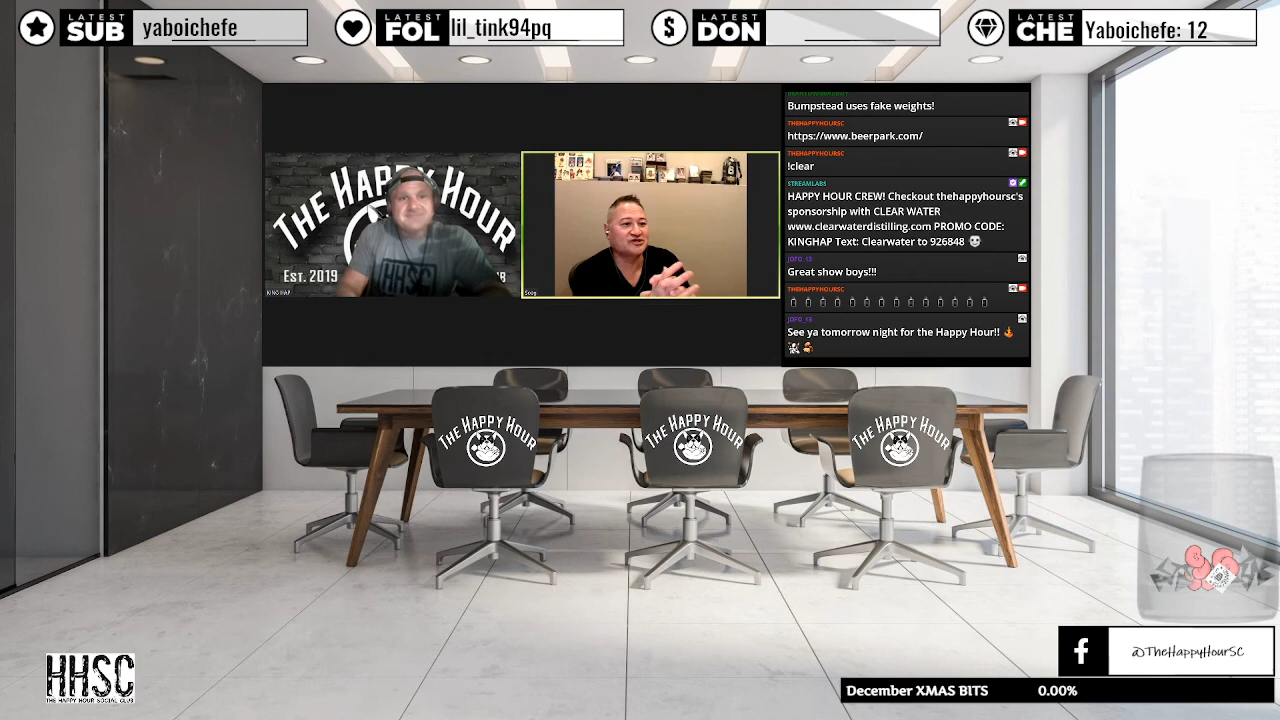 LATEST SUB yaboichefe
LATEST FOL lil_tink94pq
LATEST DON
LATEST CHE Yaboichefe: 12
THE HAPPY HOUR
EST. 2019
HHSC
KINGHAP
Soog
Bumpstead uses fake weights!
THEHAPPYHOURSC
https://www.beerpark.com/
THEHAPPYHOURSC
!clear
STREAMLABS
HAPPY HOUR CREW! Checkout thehappyhoursc's
sponsorship with CLEAR WATER
www.clearwaterdistilling.com PROMO CODE:
KINGHAP Text: Clearwater to 926848
JOFO_13
Great show boys!!!
THEHAPPYHOURSC
JOFO_13
See ya tomorrow night for the Happy Hour!!
THE HAPPY HOUR
THE HAPPY HOUR
THE HAPPY HOUR
@TheHappyHourSC
HHSC
THE HAPPY HOUR SOCIAL CLUB
December XMAS BITS 0.00%